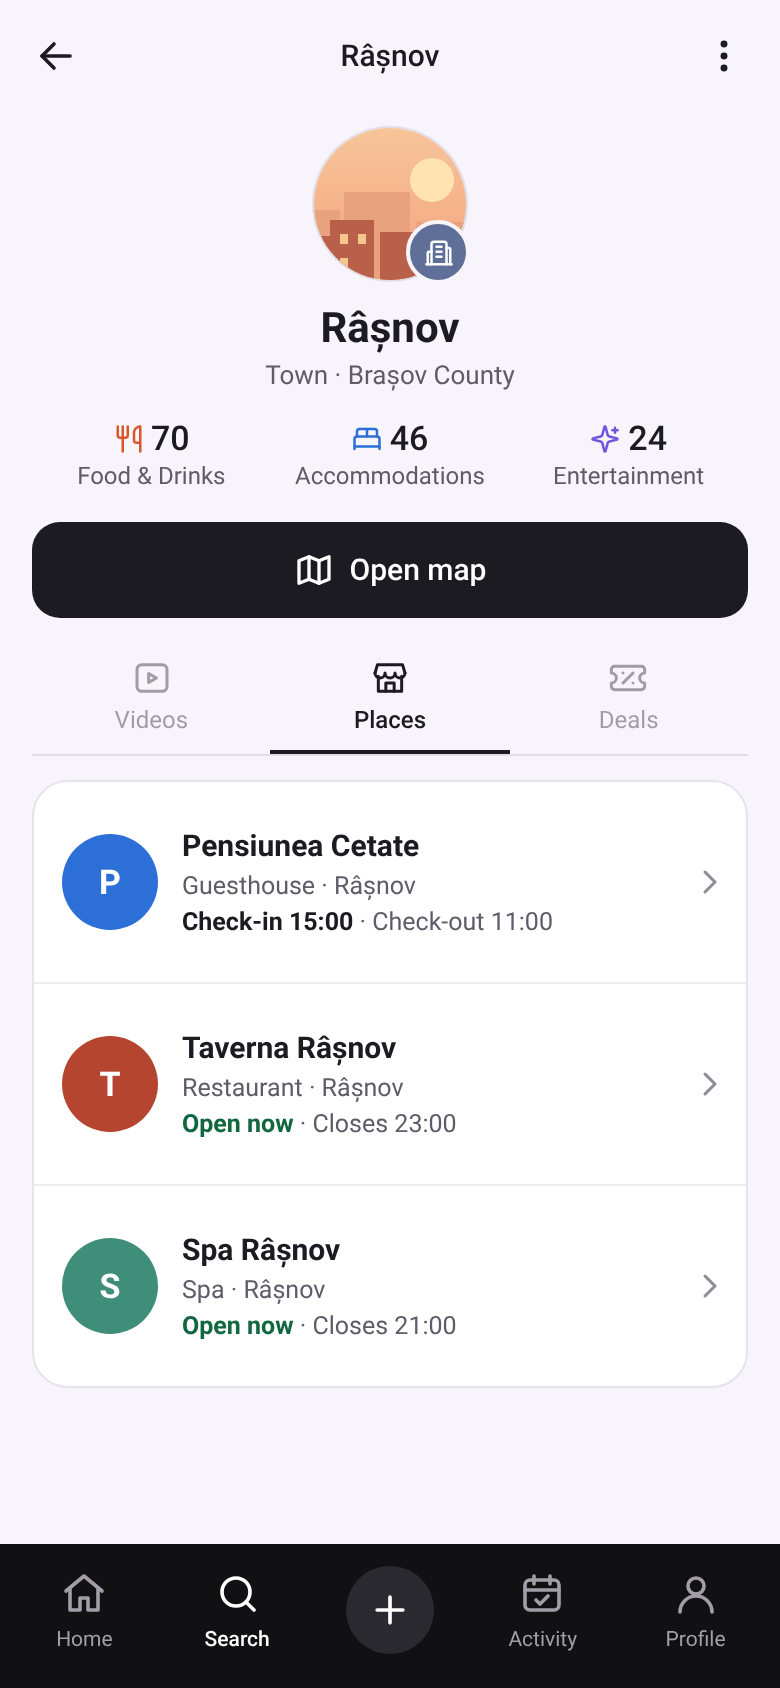 Râșnov
Râșnov
Town · Brașov County
70
Food & Drinks
46
Accommodations
24
Entertainment
Open map
Videos
Places
Deals
P
Pensiunea Cetate
Guesthouse · Râșnov
Check-in 15:00 · Check-out 11:00
T
Taverna Râșnov
Restaurant · Râșnov
Open now · Closes 23:00
S
Spa Râșnov
Spa · Râșnov
Open now · Closes 21:00
Home
Search
Activity
Profile